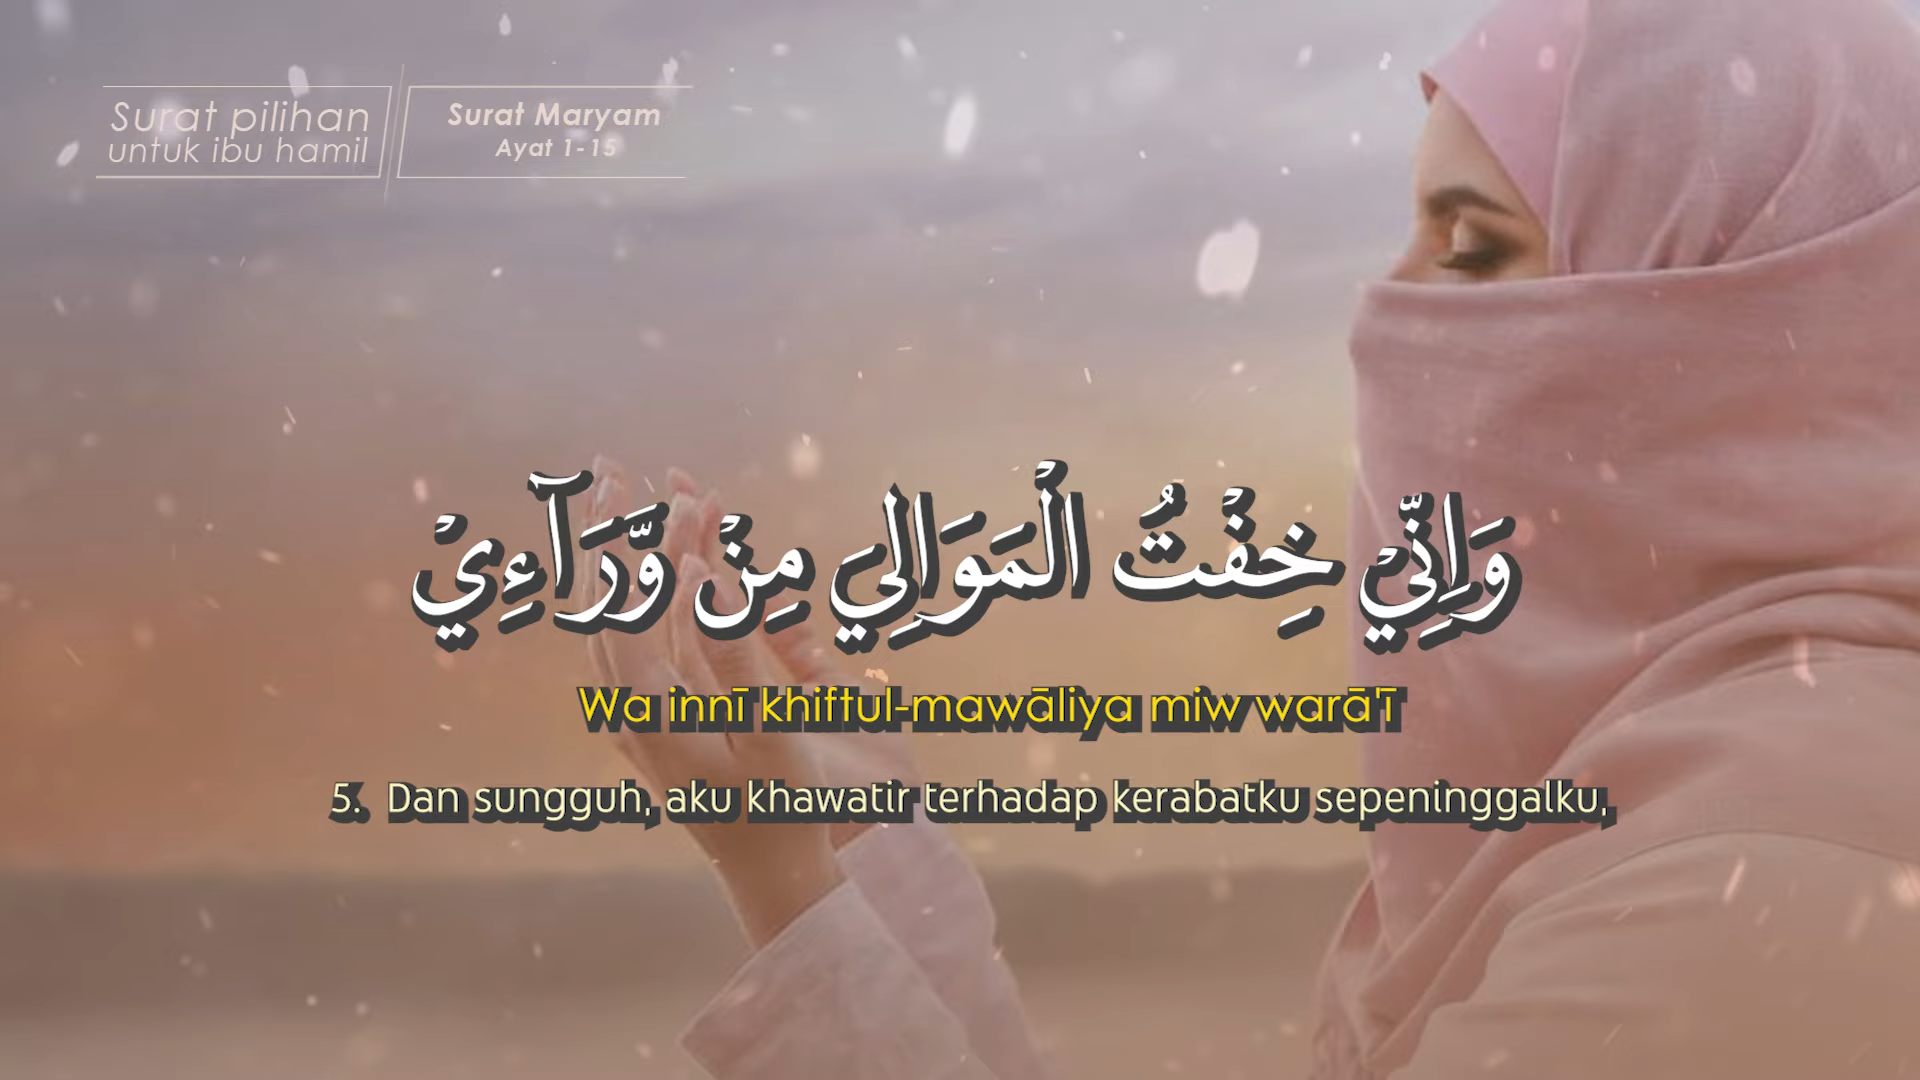 Surat pilihan
untuk ibu hamil
Surat Maryam
Ayat 1-15
وَاِنِّيْ خِفْتُ الْمَوَالِيَ مِنْ وَّرَآءِيْ
Wa innī khiftul-mawāliya miw warā'ī
5. Dan sungguh, aku khawatir terhadap kerabatku sepeninggalku,